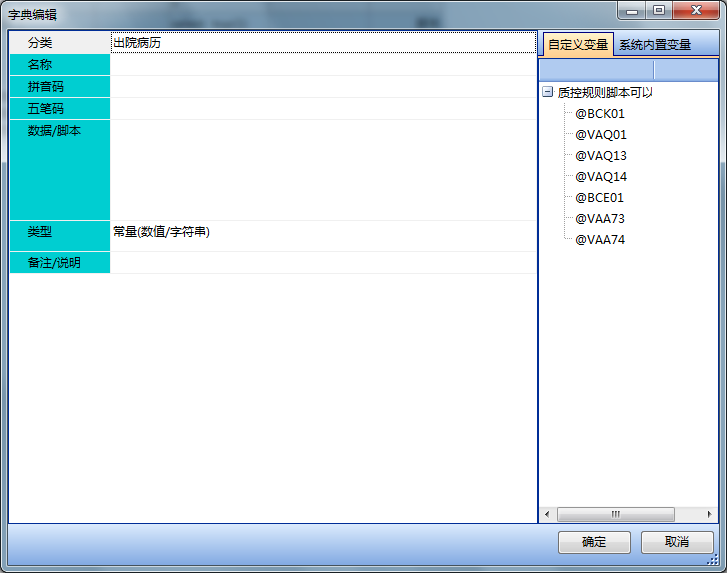 字典编辑
分类 出院病历
名称
拼音码
五笔码
数据/脚本
类型 常量(数值/字符串)
备注/说明
自定义变量 系统内置变量
质控规则脚本可以
@BCK01
@VAQ01
@VAQ13
@VAQ14
@BCE01
@VAA73
@VAA74
确定 取消